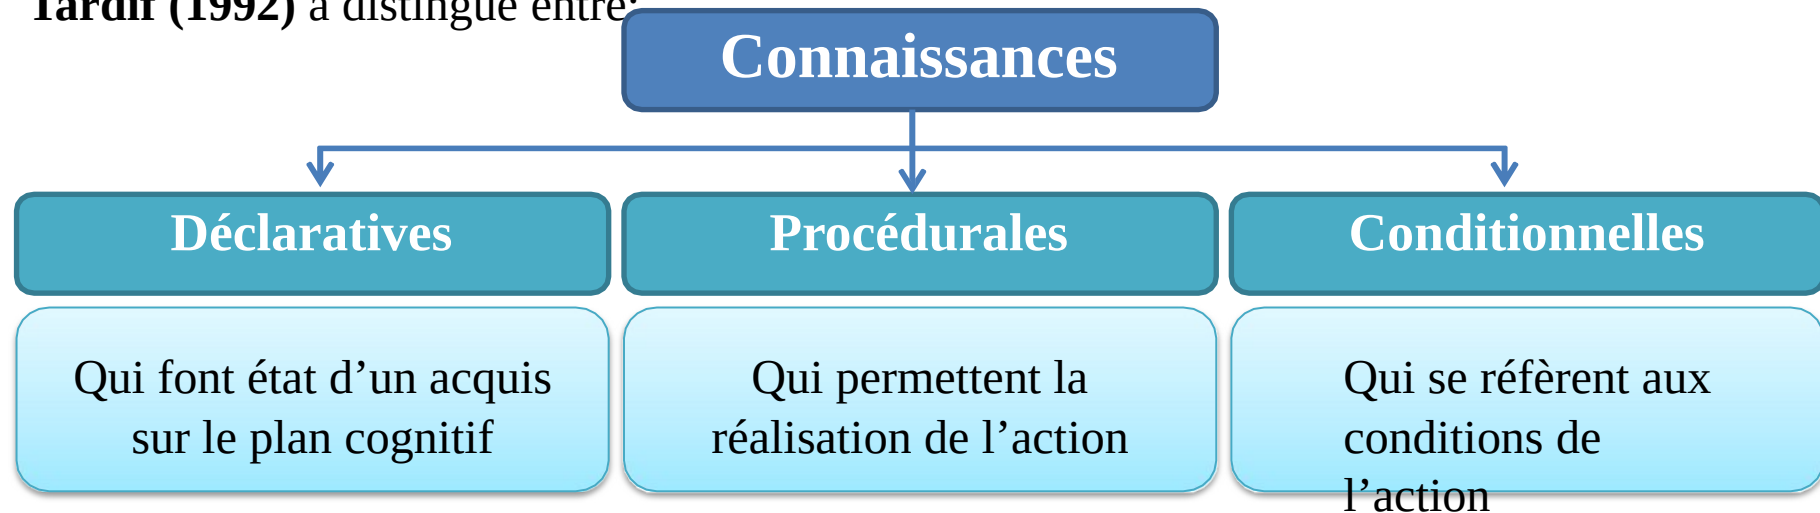 Tardif (1992) a distingué entre:
Connaissances
Déclaratives
Procédurales
Conditionnelles
Qui font état d’un acquis
sur le plan cognitif
Qui permettent la
réalisation de l’action
Qui se réfèrent aux
conditions de
l’action